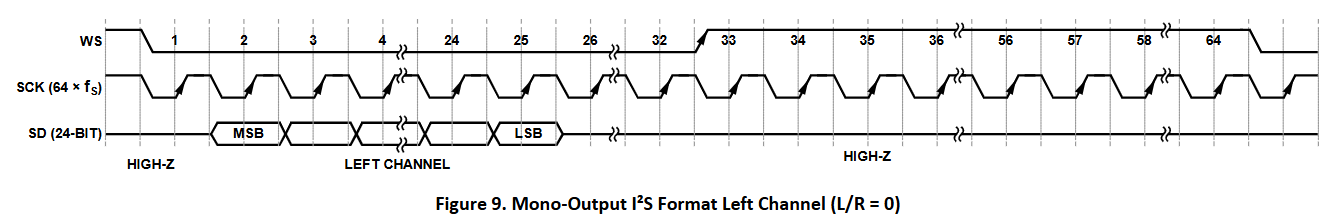 WS 1 2 3 4 24 25 26 32 33 34 35 36 56 57 58 64
SCK (64 × fS)
SD (24-BIT) MSB LSB
HIGH-Z LEFT CHANNEL HIGH-Z
Figure 9. Mono-Output I²S Format Left Channel (L/R = 0)